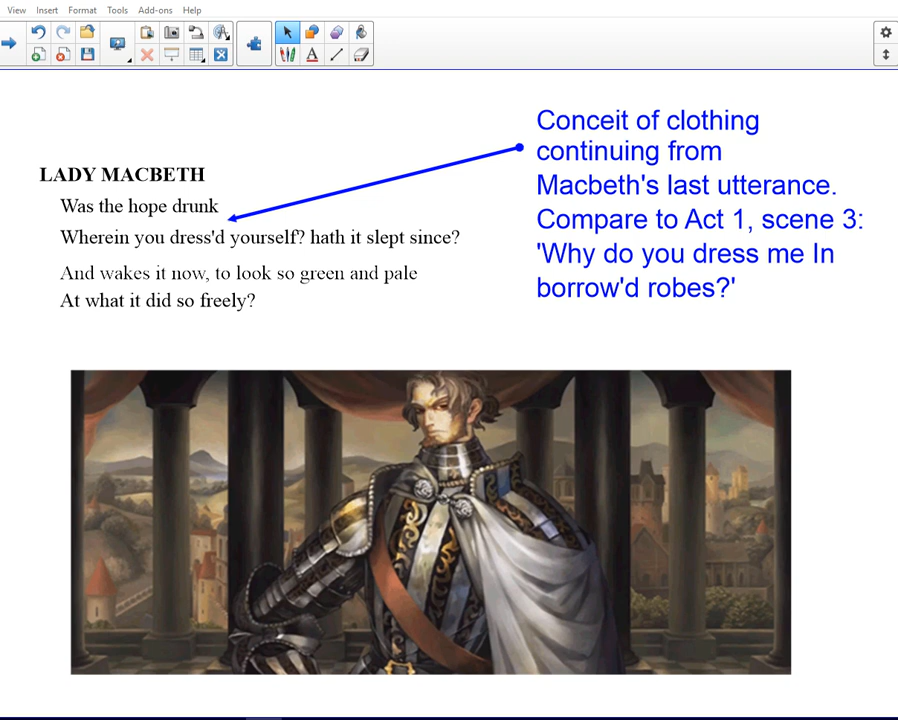 View Insert Format Tools Add-ons Help
Conceit of clothing
continuing from
Macbeth's last utterance.
Compare to Act 1, scene 3:
'Why do you dress me In
borrow'd robes?'
LADY MACBETH
Was the hope drunk
Wherein you dress'd yourself? hath it slept since?
And wakes it now, to look so green and pale
At what it did so freely?